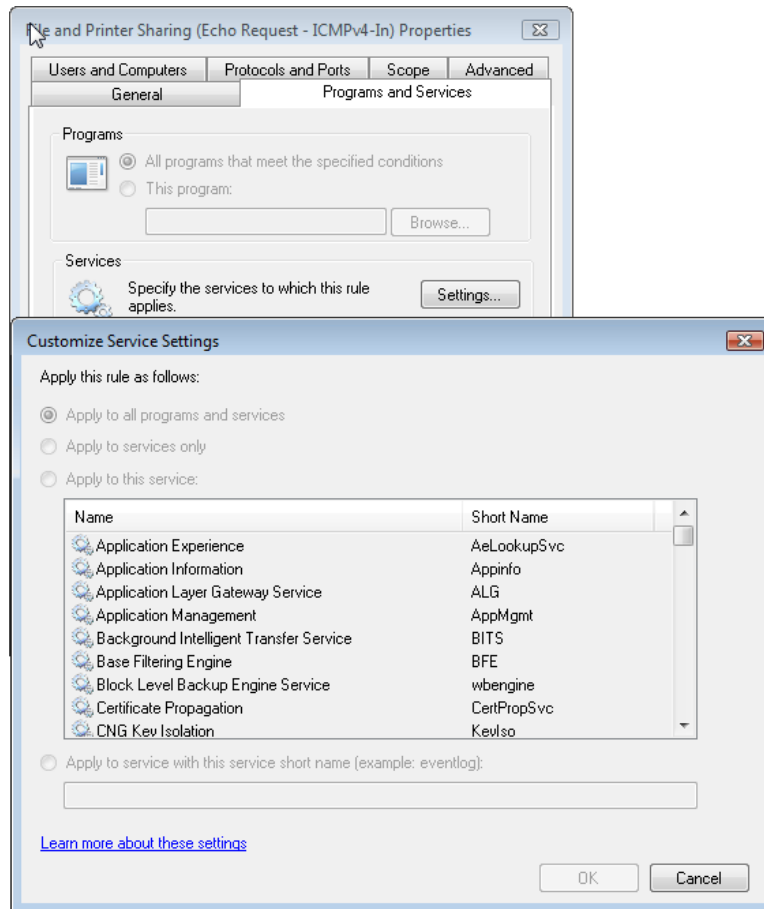 File and Printer Sharing (Echo Request - ICMPv4-In) Properties
Users and Computers Protocols and Ports Scope Advanced
General Programs and Services
Programs
All programs that meet the specified conditions
This program:
Browse...
Services
Specify the services to which this rule
applies.
Settings...
Customize Service Settings
Apply this rule as follows:
Apply to all programs and services
Apply to services only
Apply to this service:
Name Short Name
Application Experience AeLookupSvc
Application Information Appinfo
Application Layer Gateway Service ALG
Application Management AppMgmt
Background Intelligent Transfer Service BITS
Base Filtering Engine BFE
Block Level Backup Engine Service wbengine
Certificate Propagation CertPropSvc
CNG Key Isolation KeyIso
Apply to service with this service short name (example: eventlog):
Learn more about these settings
OK Cancel